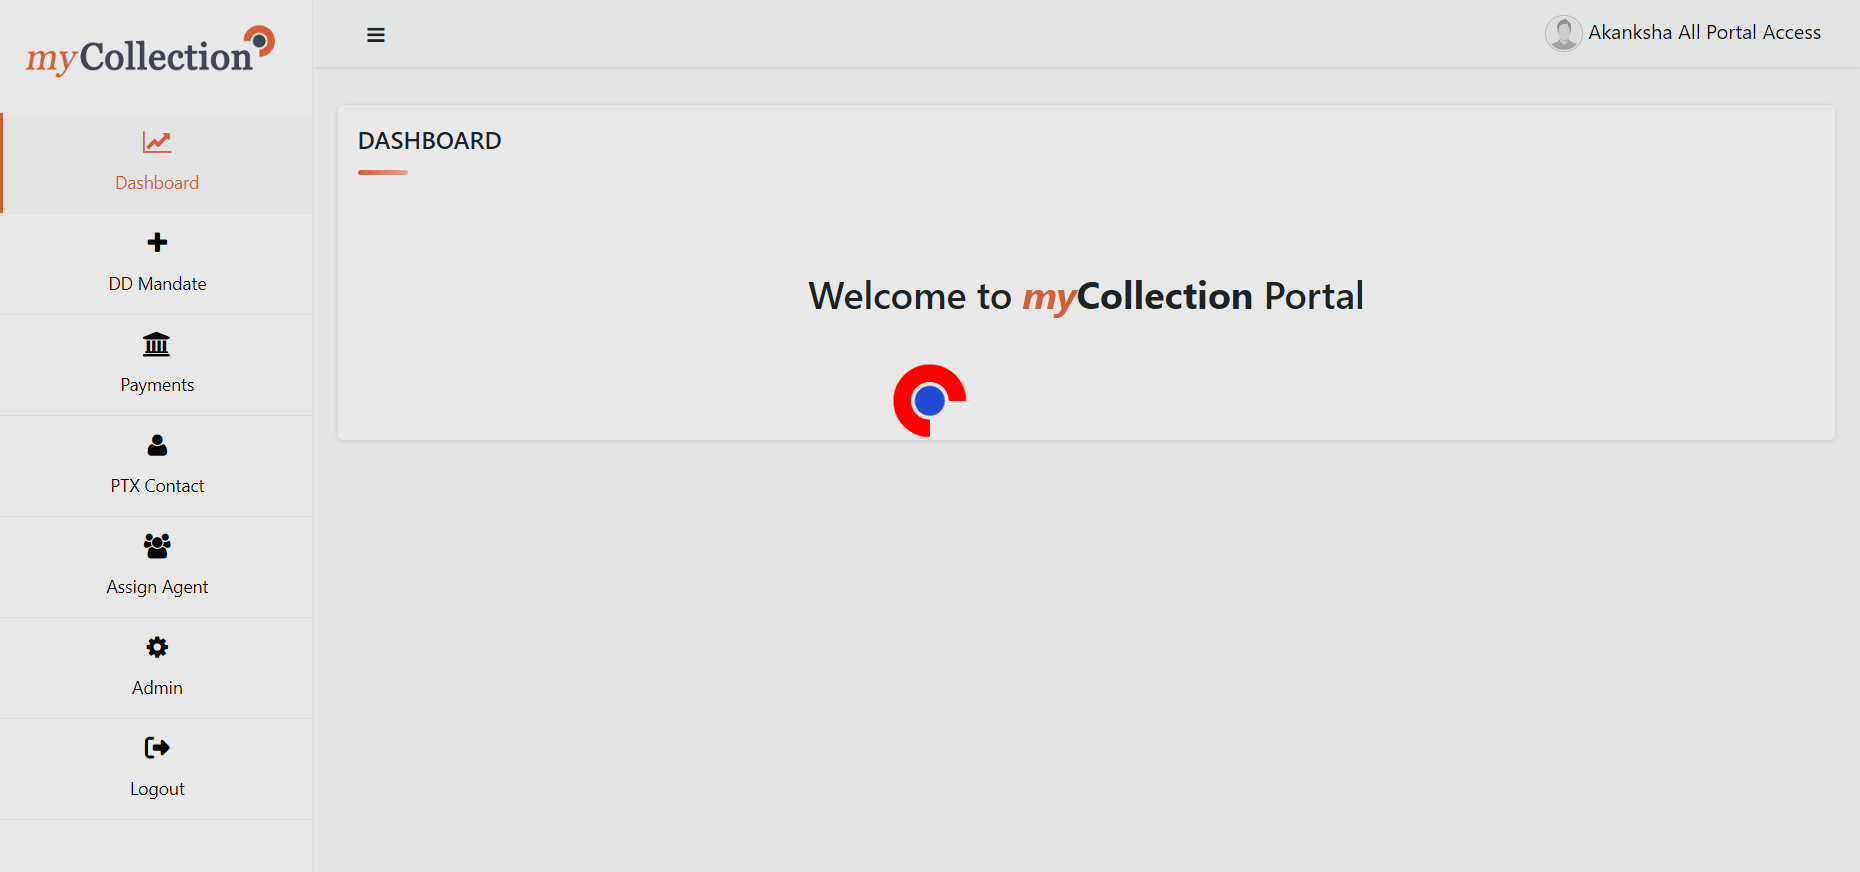 myCollection
Akanksha All Portal Access
Dashboard
DD Mandate
Payments
PTX Contact
Assign Agent
Admin
Logout
DASHBOARD
Welcome to myCollection Portal